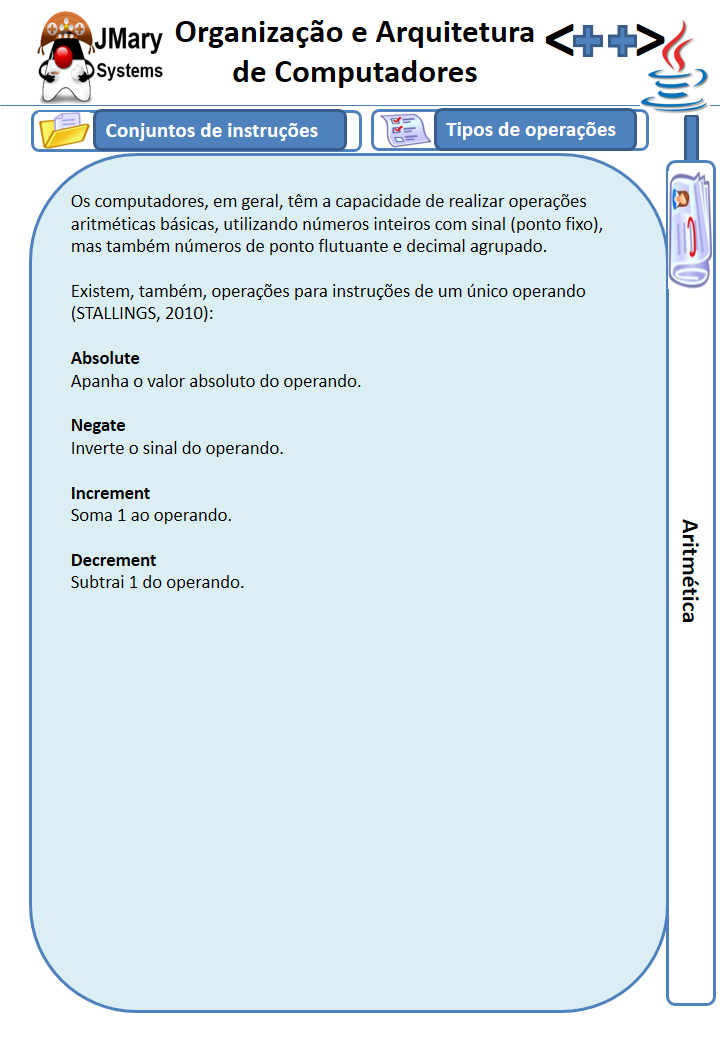 JMary
Systems
Organização e Arquitetura
de Computadores
<++>
Conjuntos de instruções
Tipos de operações
Os computadores, em geral, têm a capacidade de realizar operações
aritméticas básicas, utilizando números inteiros com sinal (ponto fixo),
mas também números de ponto flutuante e decimal agrupado.
Existem, também, operações para instruções de um único operando
(STALLINGS, 2010):
Absolute
Apanha o valor absoluto do operando.
Negate
Inverte o sinal do operando.
Increment
Soma 1 ao operando.
Decrement
Subtrai 1 do operando.
Aritmética